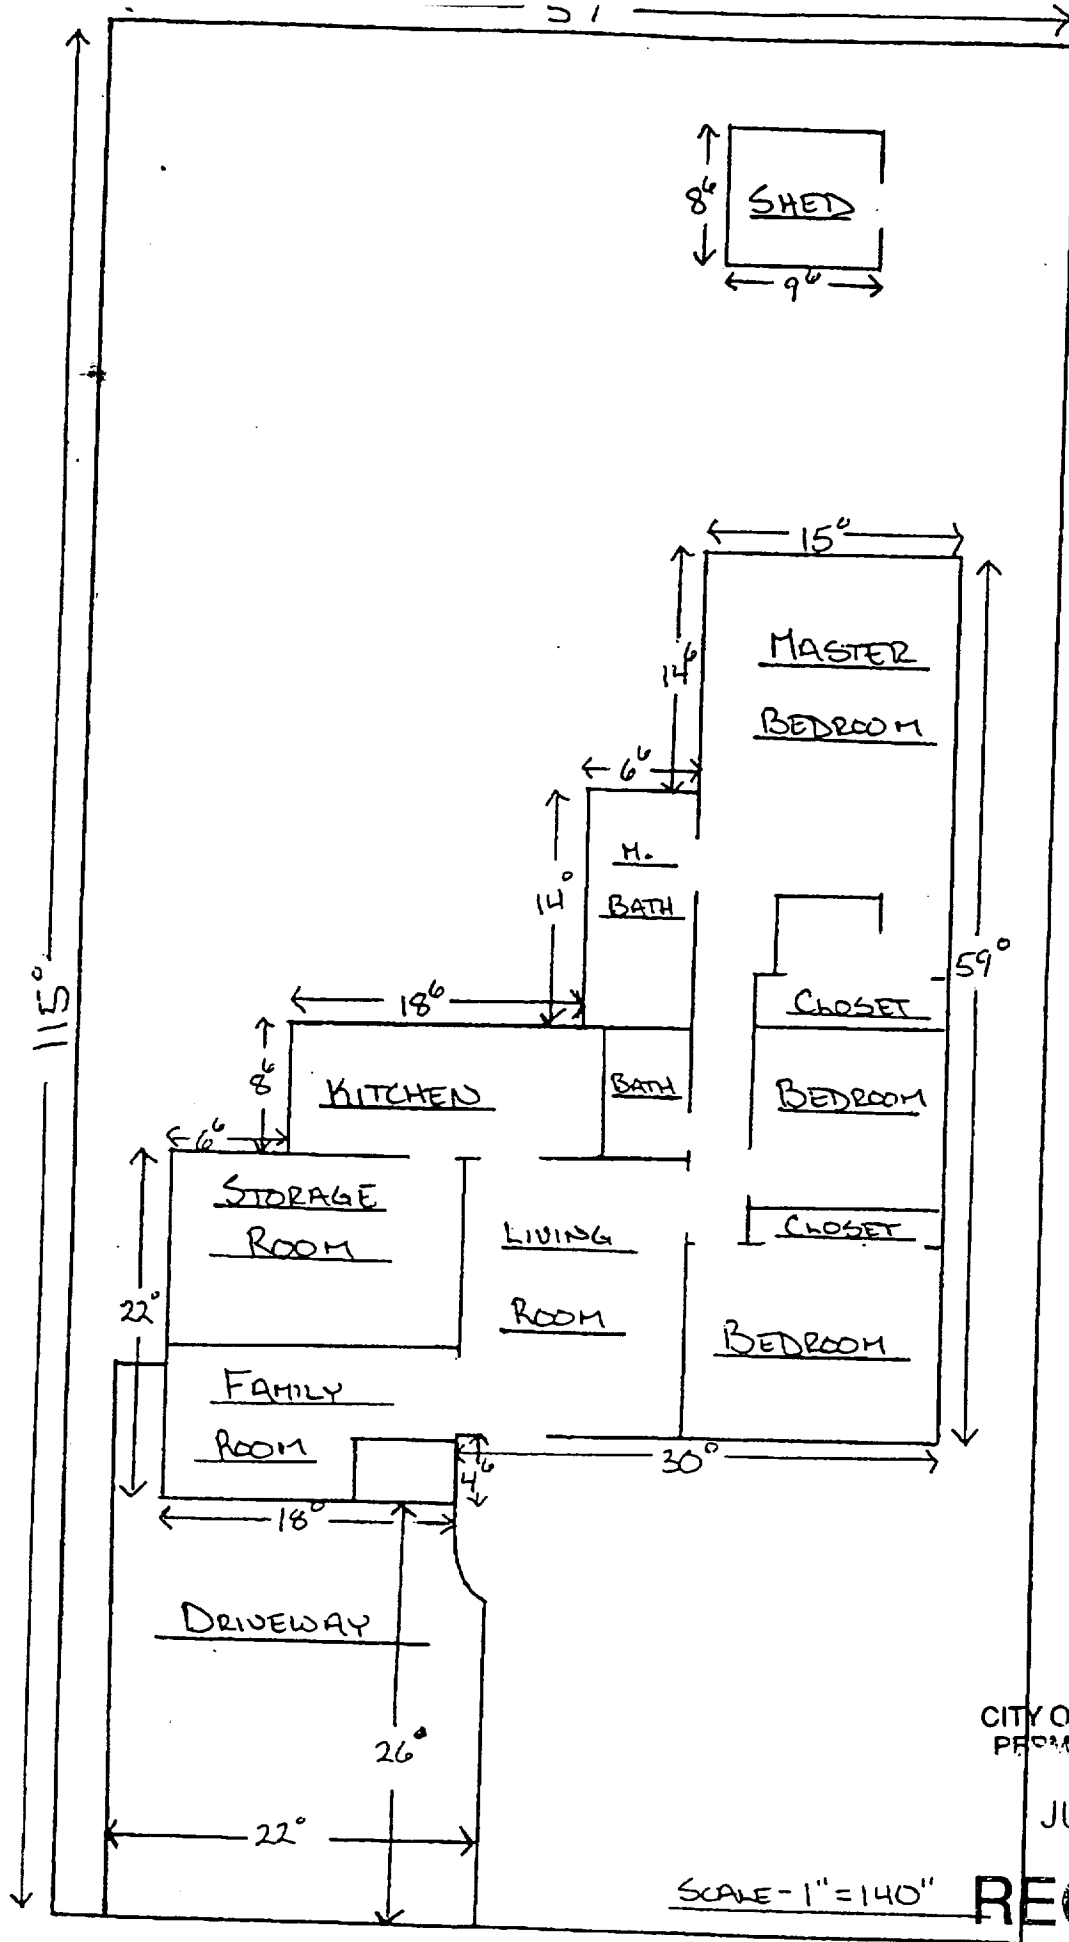 SHED
8⁶
9⁶
15⁰
14⁶
MASTER
BEDROOM
6⁶
14⁰
M.
BATH
59⁰
115⁰
18⁶
CLOSET
8⁶
KITCHEN
BATH
BEDROOM
6⁶
STORAGE
ROOM
LIVING
ROOM
CLOSET
22⁰
BEDROOM
FAMILY
ROOM
4⁶
30⁰
18⁰
DRIVEWAY
26⁰
22⁰
CITY O
JU
SCALE - 1" = 140"